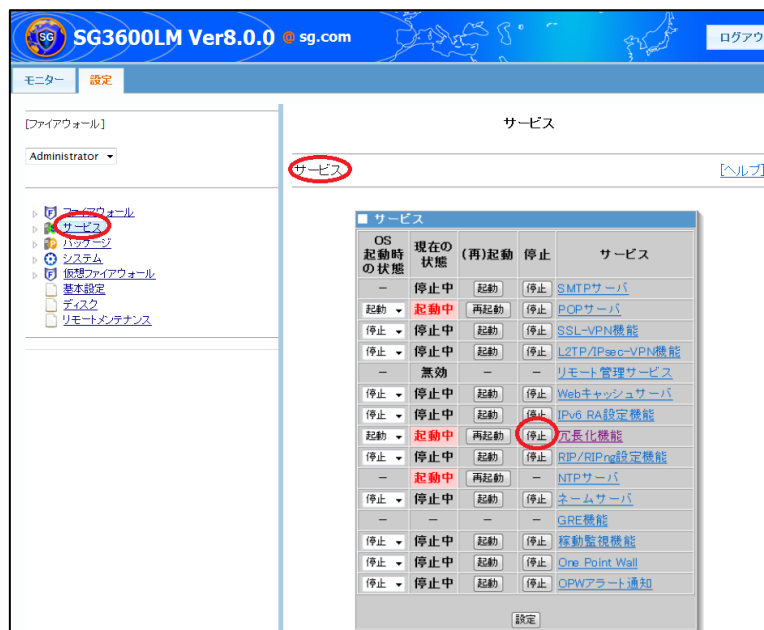 SG SG3600LM Ver8.0.0 @ sg.com
モニター 設定
[ファイアウォール]
Administrator
ファイアウォール
サービス
パッケージ
システム
仮想ファイアウォール
基本設定
ディスク
リモートメンテナンス
サービス
サービス [ヘルプ]
サービス
OS起動時の状態 現在の状態 (再)起動 停止 サービス
− 停止中 起動 停止 SMTPサーバ
起動 起動中 再起動 停止 POPサーバ
停止 停止中 起動 停止 SSL-VPN機能
停止 停止中 起動 停止 L2TP/IPsec-VPN機能
− 無効 − − リモート管理サービス
停止 停止中 起動 停止 Webキャッシュサーバ
停止 停止中 起動 停止 IPv6 RA設定機能
起動 起動中 再起動 停止 冗長化機能
停止 停止中 起動 停止 RIP/RIPng設定機能
− 起動中 再起動 − NTPサーバ
停止 停止中 起動 停止 ネームサーバ
− − − − GRE機能
停止 停止中 起動 停止 稼動監視機能
停止 停止中 起動 停止 One Point Wall
停止 停止中 起動 停止 OPWアラート通知
設定